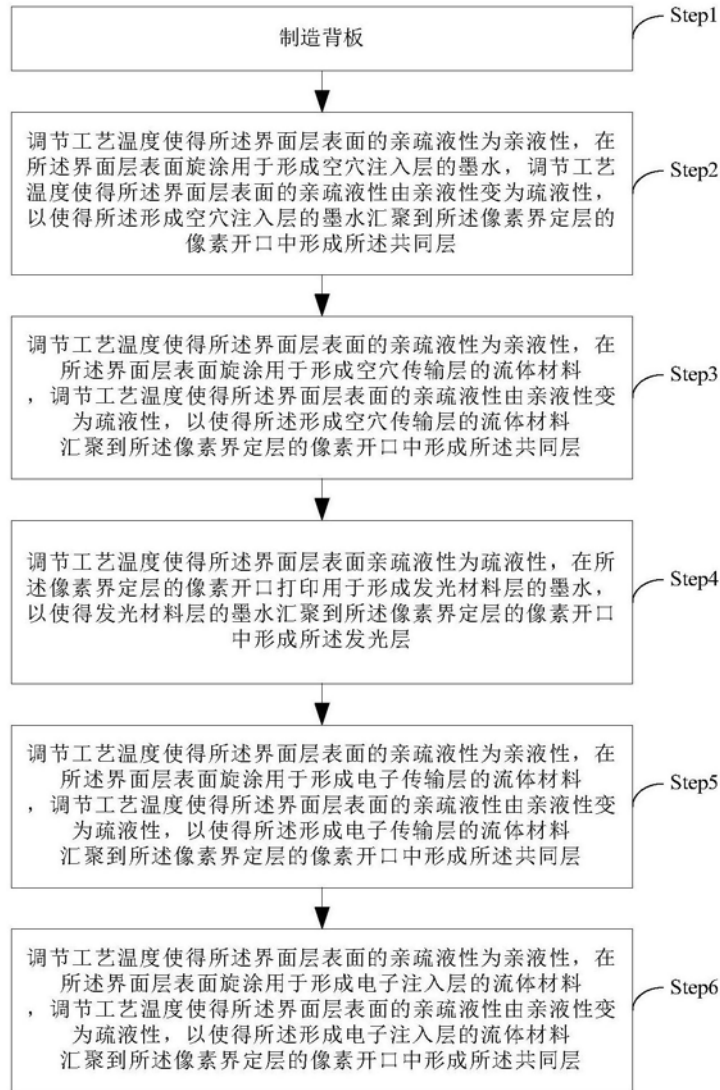 制造背板
Step1
调节工艺温度使得所述界面层表面的亲疏液性为亲液性，在
所述界面层表面旋涂用于形成空穴注入层的墨水，调节工艺
温度使得所述界面层表面的亲疏液性由亲液性变为疏液性，
以使得所述形成空穴注入层的墨水汇聚到所述像素界定层的
像素开口中形成所述共同层
Step2
调节工艺温度使得所述界面层表面的亲疏液性为亲液性，在
所述界面层表面旋涂用于形成空穴传输层的流体材料
，调节工艺温度使得所述界面层表面的亲疏液性由亲液性变
为疏液性，以使得所述形成空穴传输层的流体材料
汇聚到所述像素界定层的像素开口中形成所述共同层
Step3
调节工艺温度使得所述界面层表面亲疏液性为疏液性，在所
述像素界定层的像素开口打印用于形成发光材料层的墨水，
以使得发光材料层的墨水汇聚到所述像素界定层的像素开口
中形成所述发光层
Step4
调节工艺温度使得所述界面层表面的亲疏液性为亲液性，在
所述界面层表面旋涂用于形成电子传输层的流体材料
，调节工艺温度使得所述界面层表面的亲疏液性由亲液性变
为疏液性，以使得所述形成电子传输层的流体材料
汇聚到所述像素界定层的像素开口中形成所述共同层
Step5
调节工艺温度使得所述界面层表面的亲疏液性为亲液性，在
所述界面层表面旋涂用于形成电子注入层的流体材料
，调节工艺温度使得所述界面层表面的亲疏液性由亲液性变
为疏液性，以使得所述形成电子注入层的流体材料
汇聚到所述像素界定层的像素开口中形成所述共同层
Step6